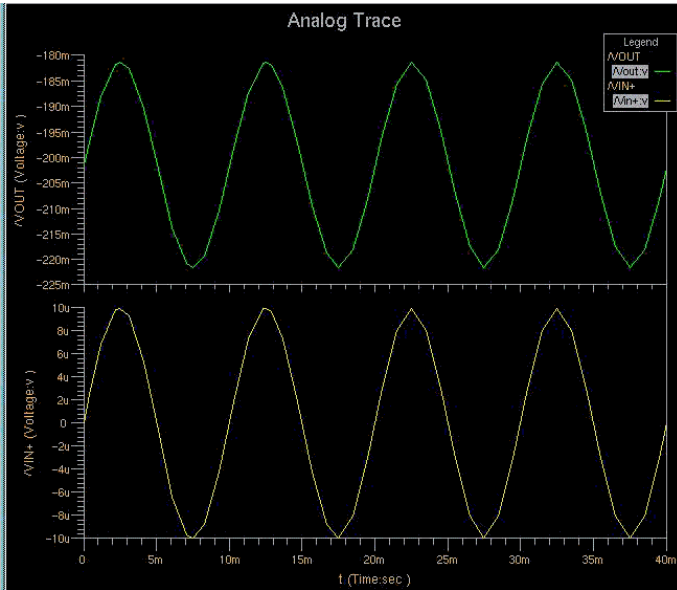 Analog Trace
Legend
/VOUT
/Vout:v
/VIN+
/Vin+:v
/VOUT (Voltage:v )
-180m
-185m
-190m
-195m
-200m
-205m
-210m
-215m
-220m
-225m
/VIN+ (Voltage:v )
10u
8u
6u
4u
2u
0
-2u
-4u
-6u
-8u
-10u
0 5m 10m 15m 20m 25m 30m 35m 40m
t (Time:sec )